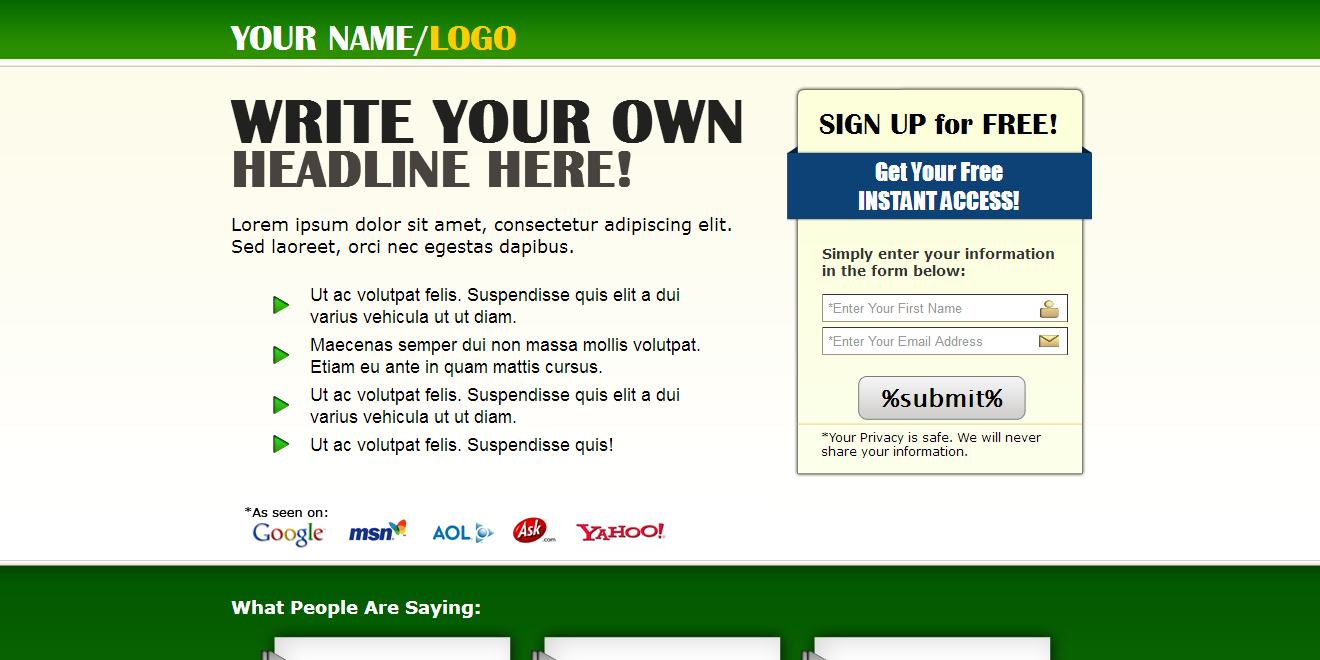 YOUR NAME/LOGO
WRITE YOUR OWN
HEADLINE HERE!
Lorem ipsum dolor sit amet, consectetur adipiscing elit.
Sed laoreet, orci nec egestas dapibus.
Ut ac volutpat felis. Suspendisse quis elit a dui
varius vehicula ut ut diam.
Maecenas semper dui non massa mollis volutpat.
Etiam eu ante in quam mattis cursus.
Ut ac volutpat felis. Suspendisse quis elit a dui
varius vehicula ut ut diam.
Ut ac volutpat felis. Suspendisse quis!
*As seen on:
Google msn AOL Ask.com YAHOO!
SIGN UP for FREE!
Get Your Free
INSTANT ACCESS!
Simply enter your information
in the form below:
*Enter Your First Name
*Enter Your Email Address
%submit%
*Your Privacy is safe. We will never
share your information.
What People Are Saying: